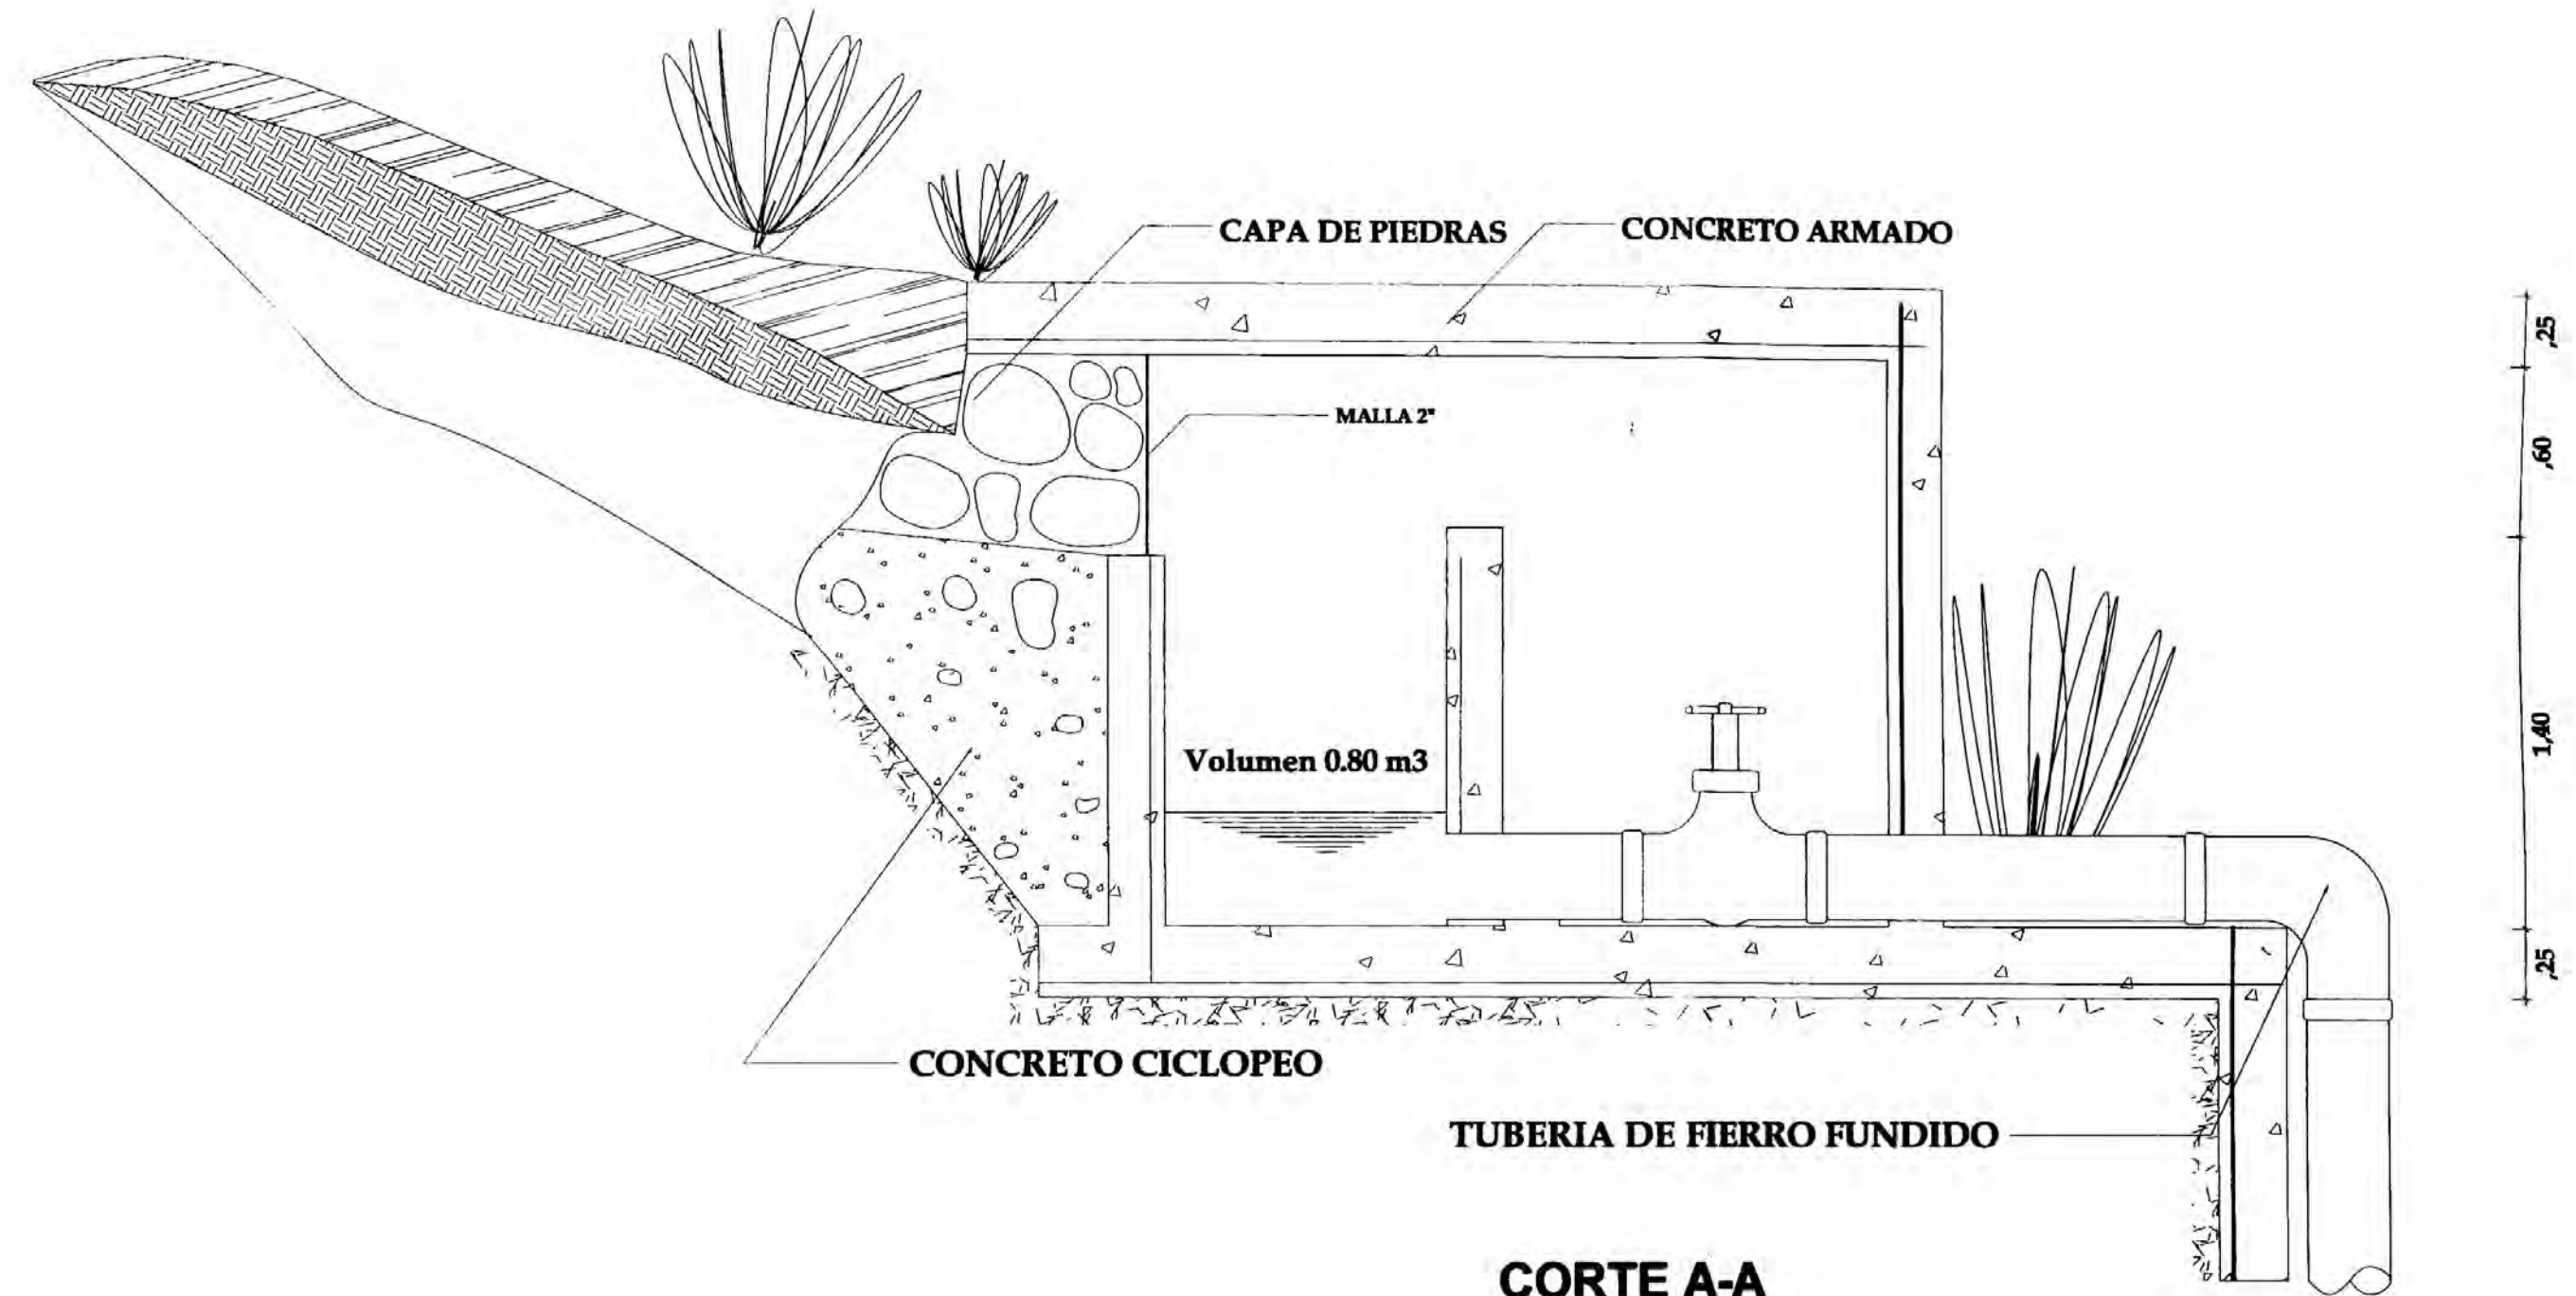 CAPA DE PIEDRAS
CONCRETO ARMADO
MALLA 2"
Volumen 0.80 m3
CONCRETO CICLOPEO
TUBERIA DE FIERRO FUNDIDO
,25
,60
1,40
,25
CORTE A-A